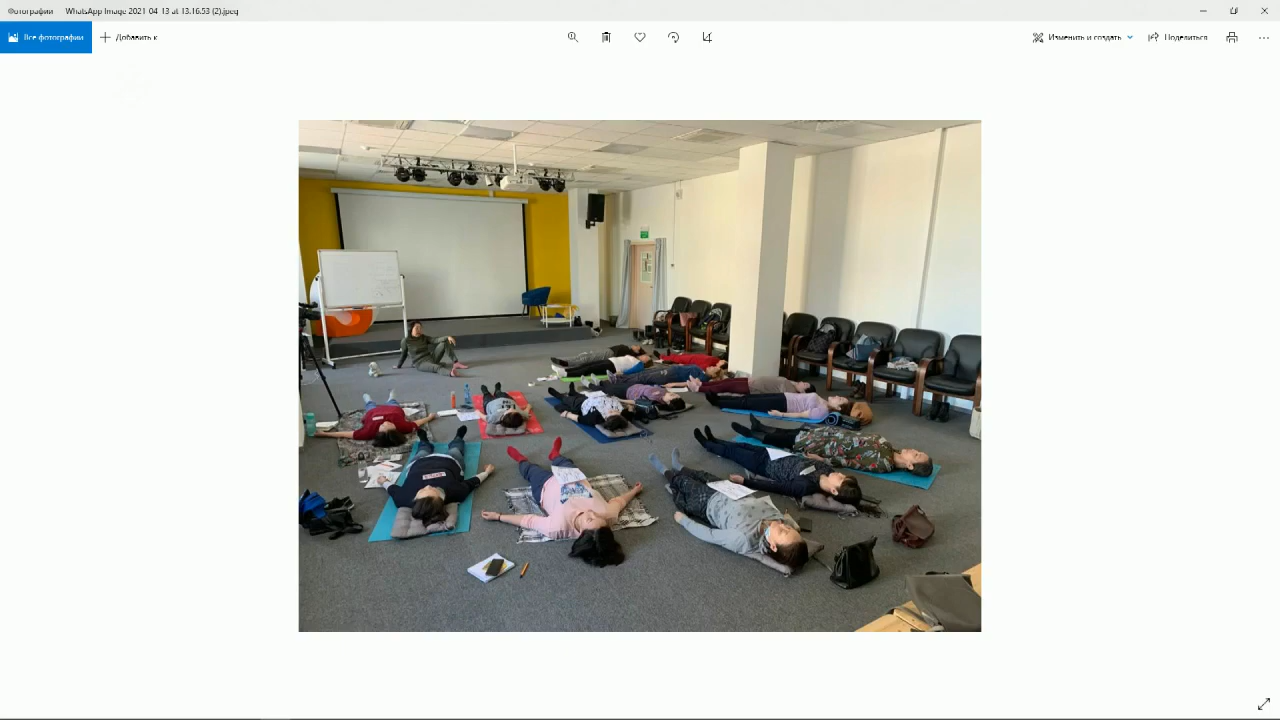 Фотографии WhatsApp Image 2021-04-13 at 13.16.53 (2).jpeg
Все фотографии
Добавить к
Изменить и создать
Поделиться